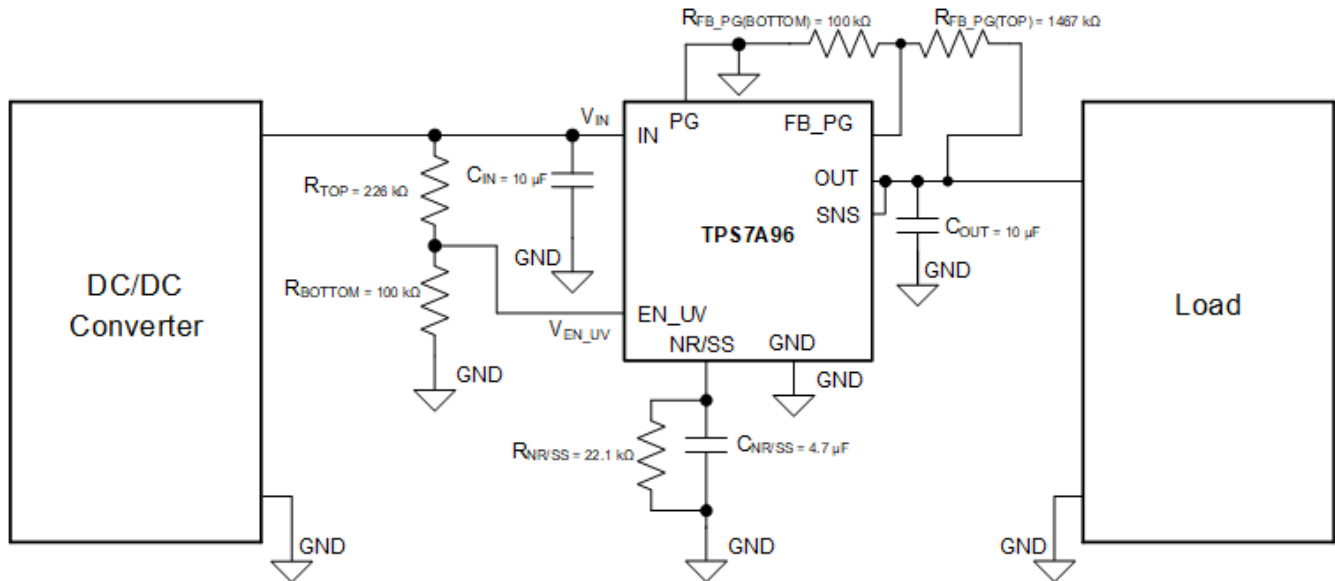 RFB_PG(BOTTOM) = 100 kΩ
RFB_PG(TOP) = 1467 kΩ
VIN
IN
PG
FB_PG
RTOP = 226 kΩ
CIN = 10 µF
OUT
SNS
TPS7A96
COUT = 10 µF
GND
GND
DC/DC
Converter
RBOTTOM = 100 kΩ
Load
EN_UV
VEN_UV
NR/SS
GND
GND
GND
RNR/SS = 22.1 kΩ
CNR/SS = 4.7 µF
GND
GND
GND